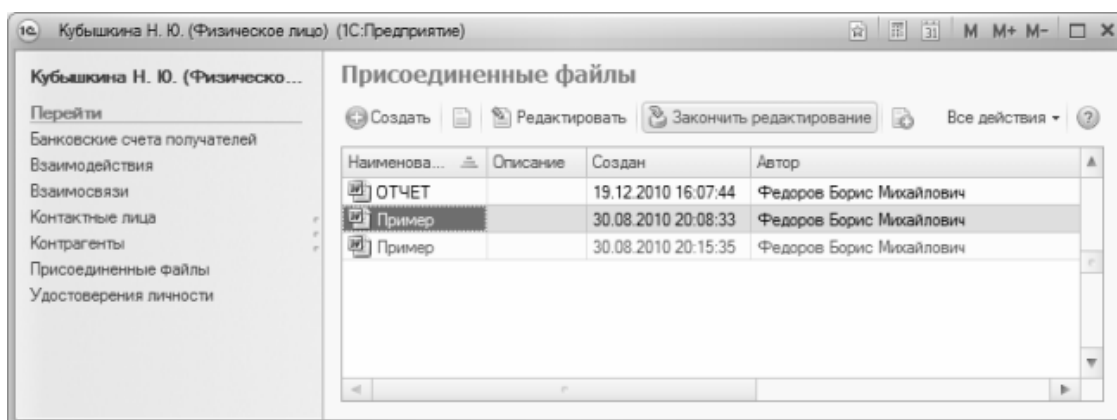 Кубышкина Н. Ю. (Физическое лицо) (1С:Предприятие)
31 M M+ M-
Кубышкина Н. Ю. (Физическо...
Перейти
Банковские счета получателей
Взаимодействия
Взаимосвязи
Контактные лица
Контрагенты
Присоединенные файлы
Удостоверения личности
Присоединенные файлы
Создать Редактировать Закончить редактирование Все действия
Наименова... Описание Создан Автор
ОТЧЕТ 19.12.2010 16:07:44 Федоров Борис Михайлович
Пример 30.08.2010 20:08:33 Федоров Борис Михайлович
Пример 30.08.2010 20:15:35 Федоров Борис Михайлович